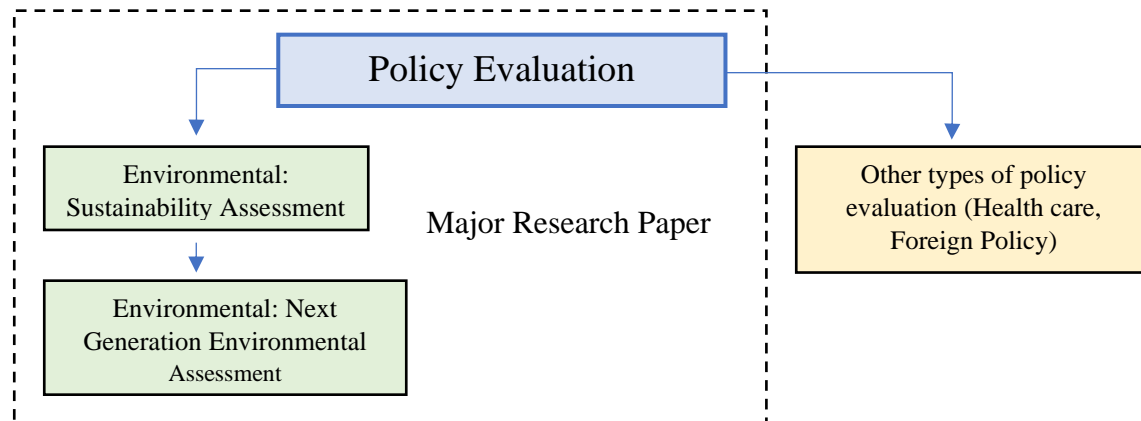 Policy Evaluation
Environmental:
Sustainability Assessment
Major Research Paper
Other types of policy
evaluation (Health care,
Foreign Policy)
Environmental: Next
Generation Environmental
Assessment